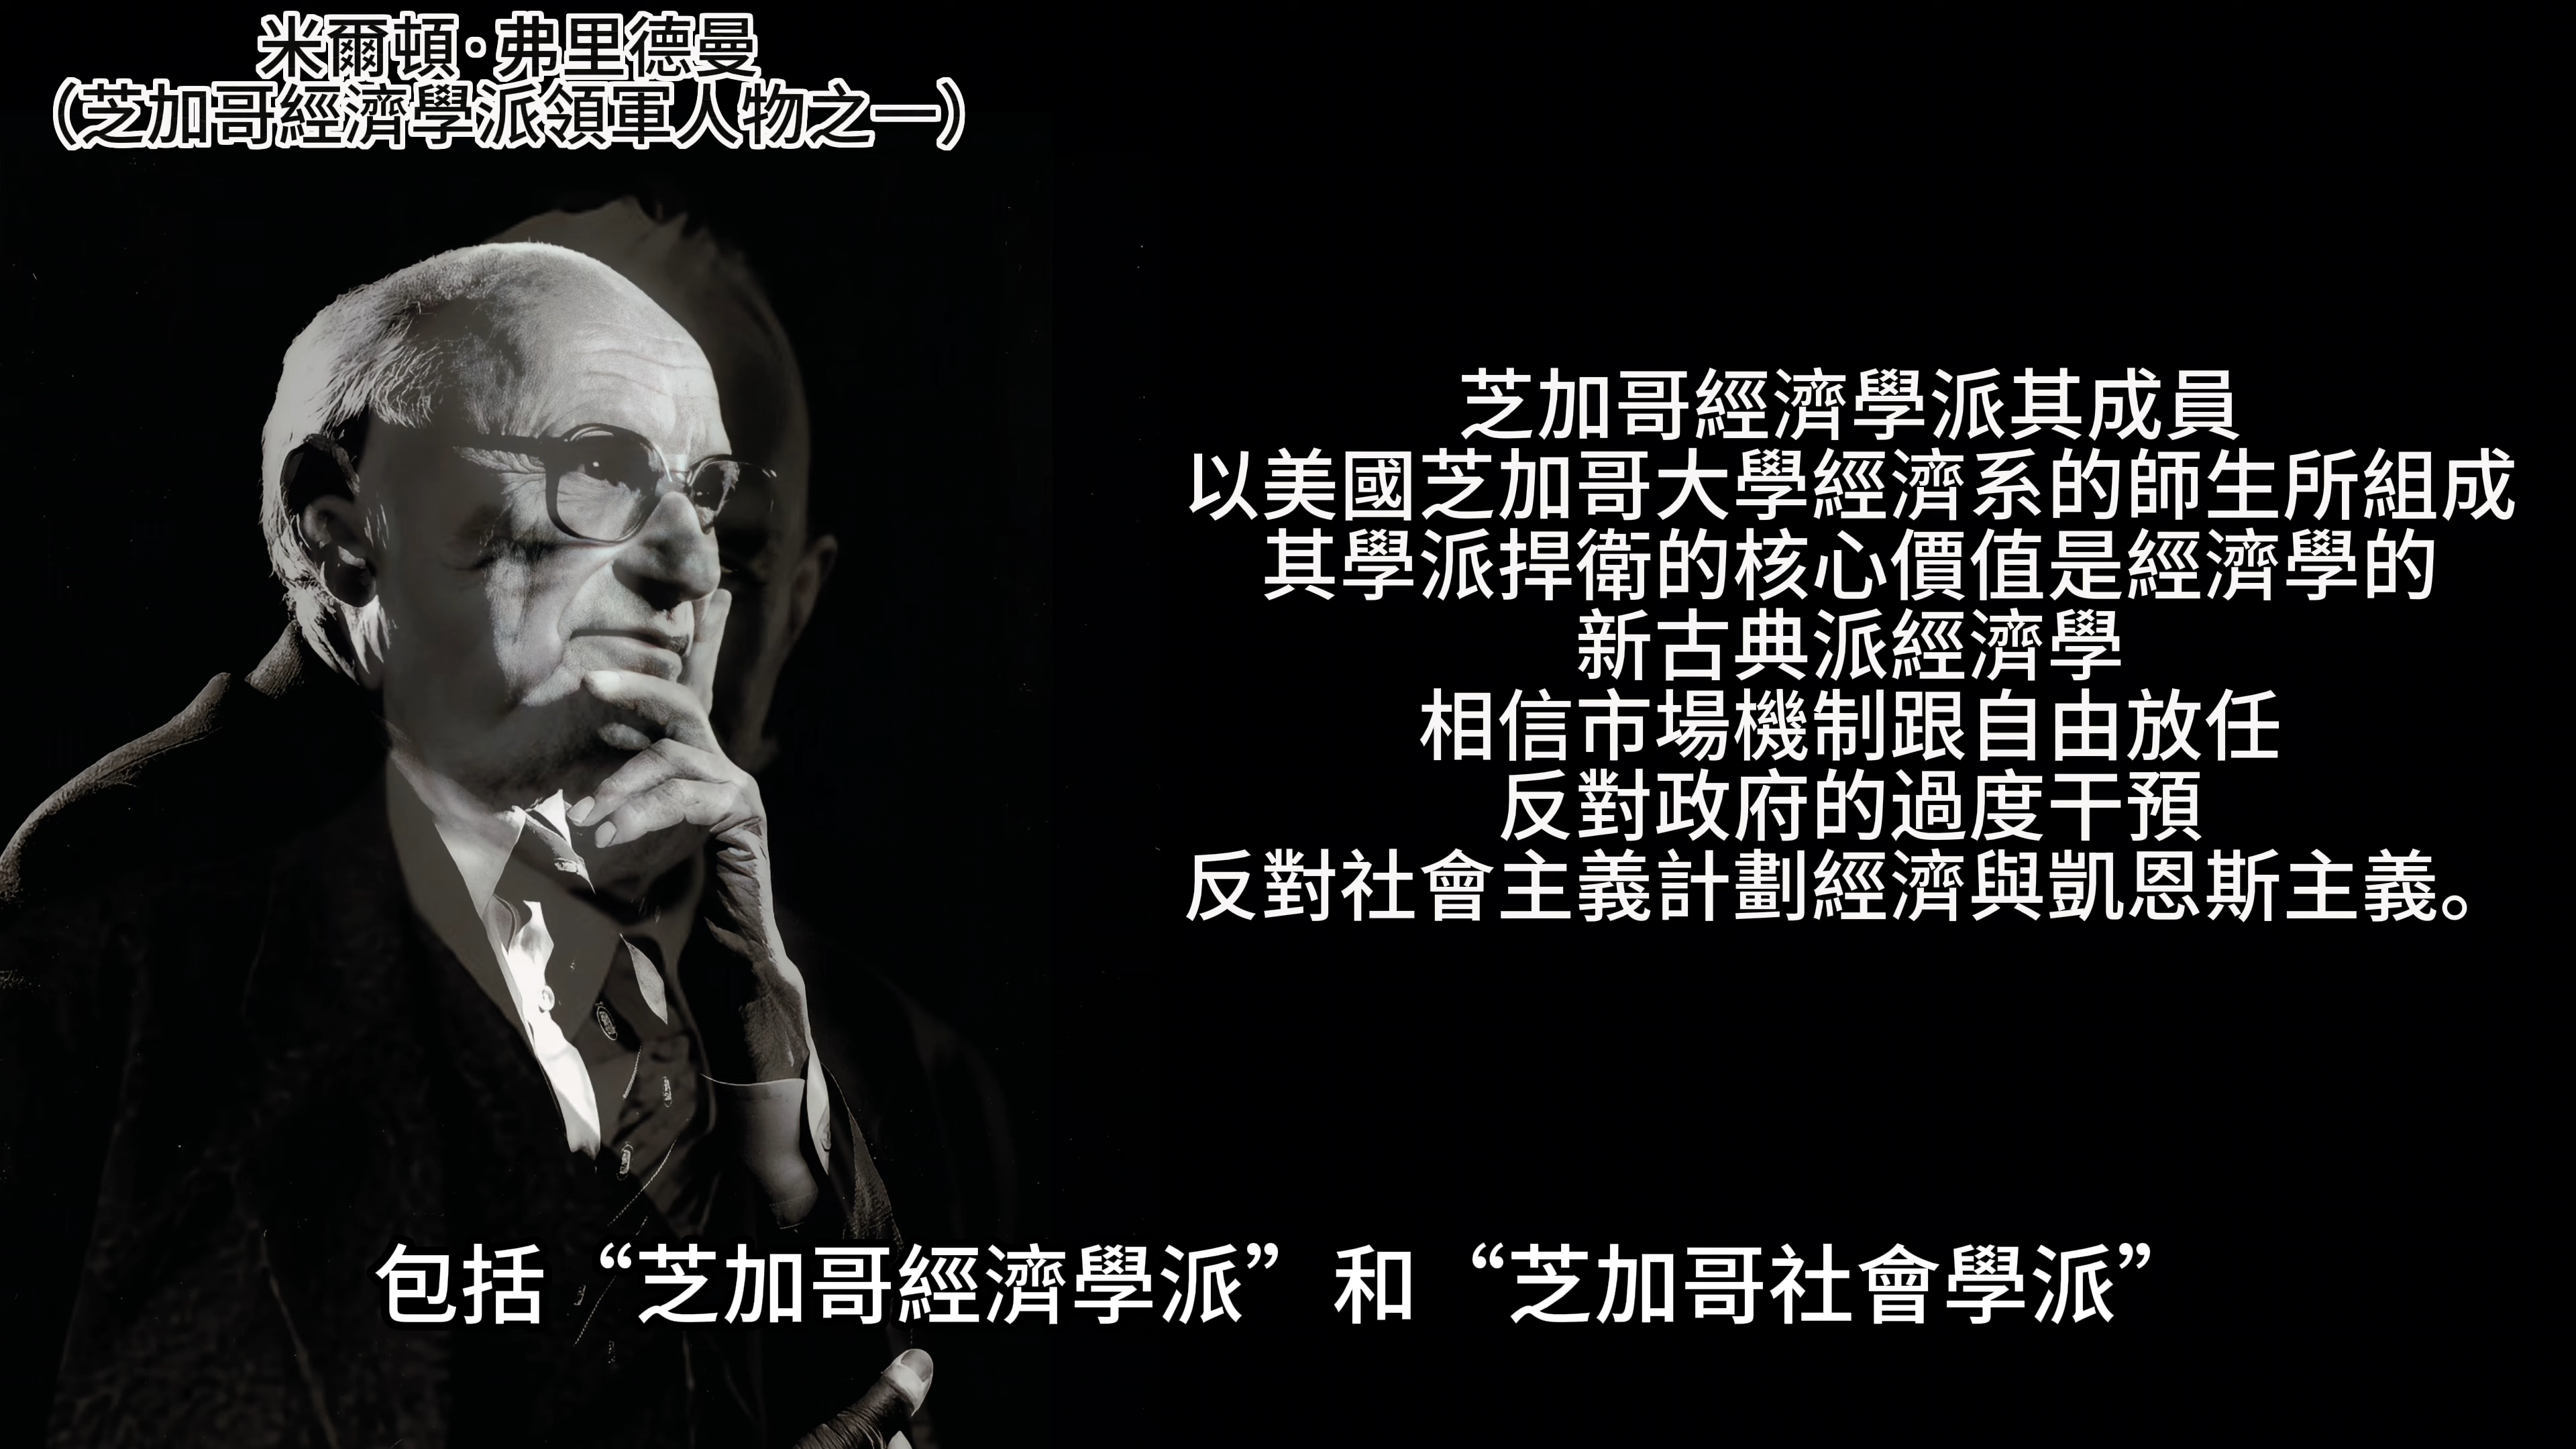 米爾頓·弗里德曼
（芝加哥經濟學派領軍人物之一）
芝加哥經濟學派其成員
以美國芝加哥大學經濟系的師生所組成
其學派捍衛的核心價值是經濟學的
新古典派經濟學
相信市場機制跟自由放任
反對政府的過度干預
反對社會主義計劃經濟與凱恩斯主義。
包括“芝加哥經濟學派”和“芝加哥社會學派”